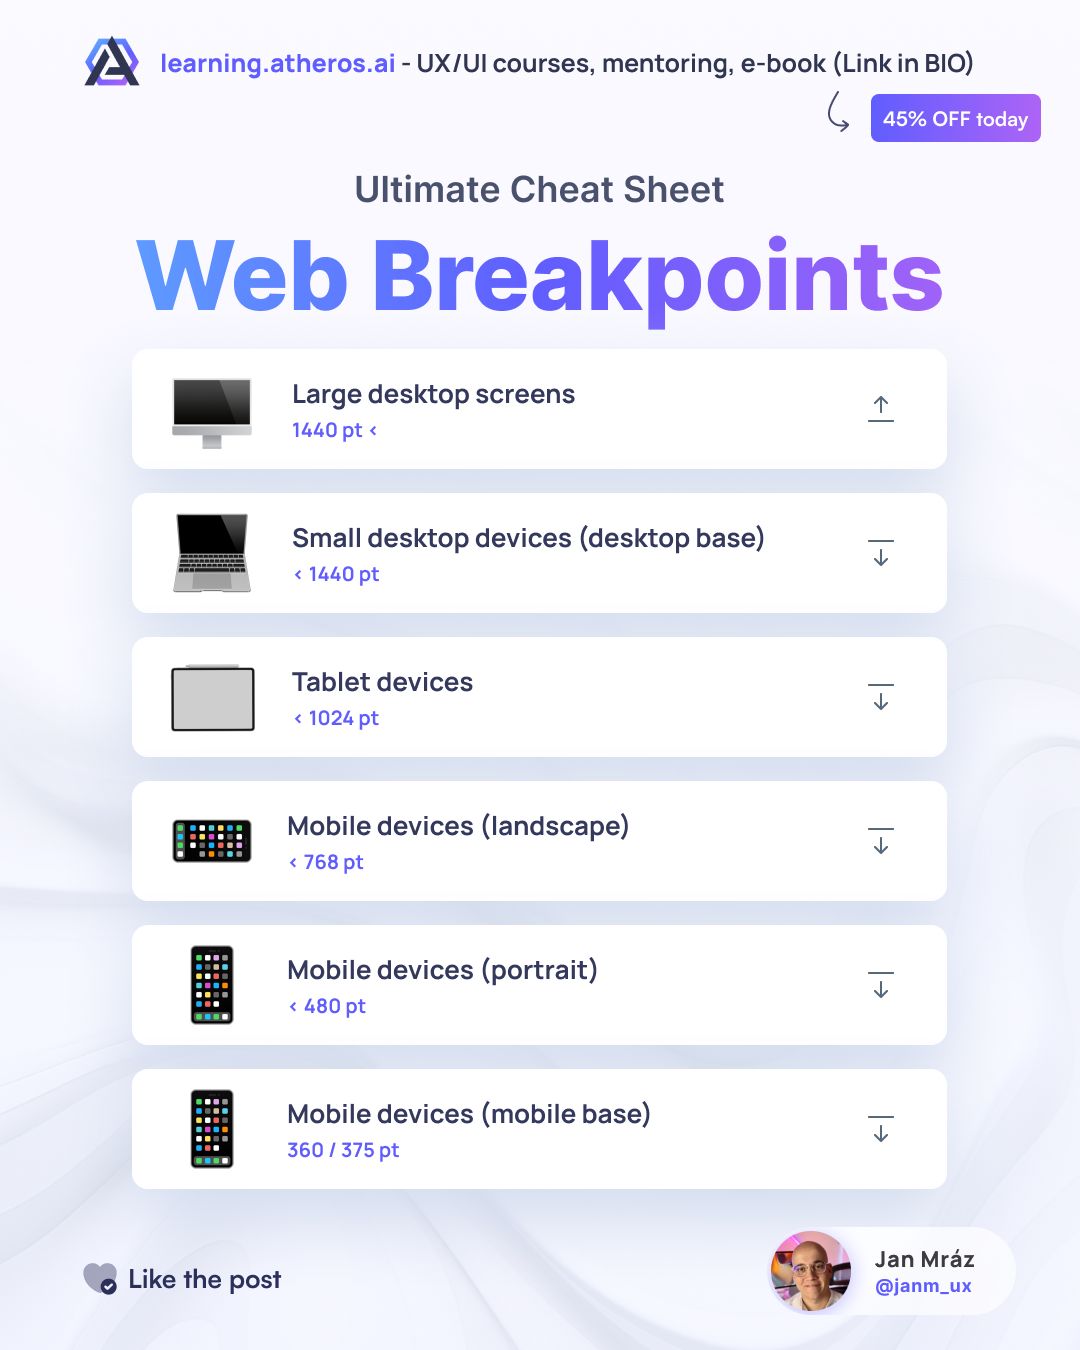 learning.atheros.ai - UX/UI courses, mentoring, e-book (Link in BIO)
45% OFF today
Ultimate Cheat Sheet
Web Breakpoints
Large desktop screens
1440 pt <
Small desktop devices (desktop base)
< 1440 pt
Tablet devices
< 1024 pt
Mobile devices (landscape)
< 768 pt
Mobile devices (portrait)
< 480 pt
Mobile devices (mobile base)
360 / 375 pt
Like the post
Jan Mráz
@janm_ux